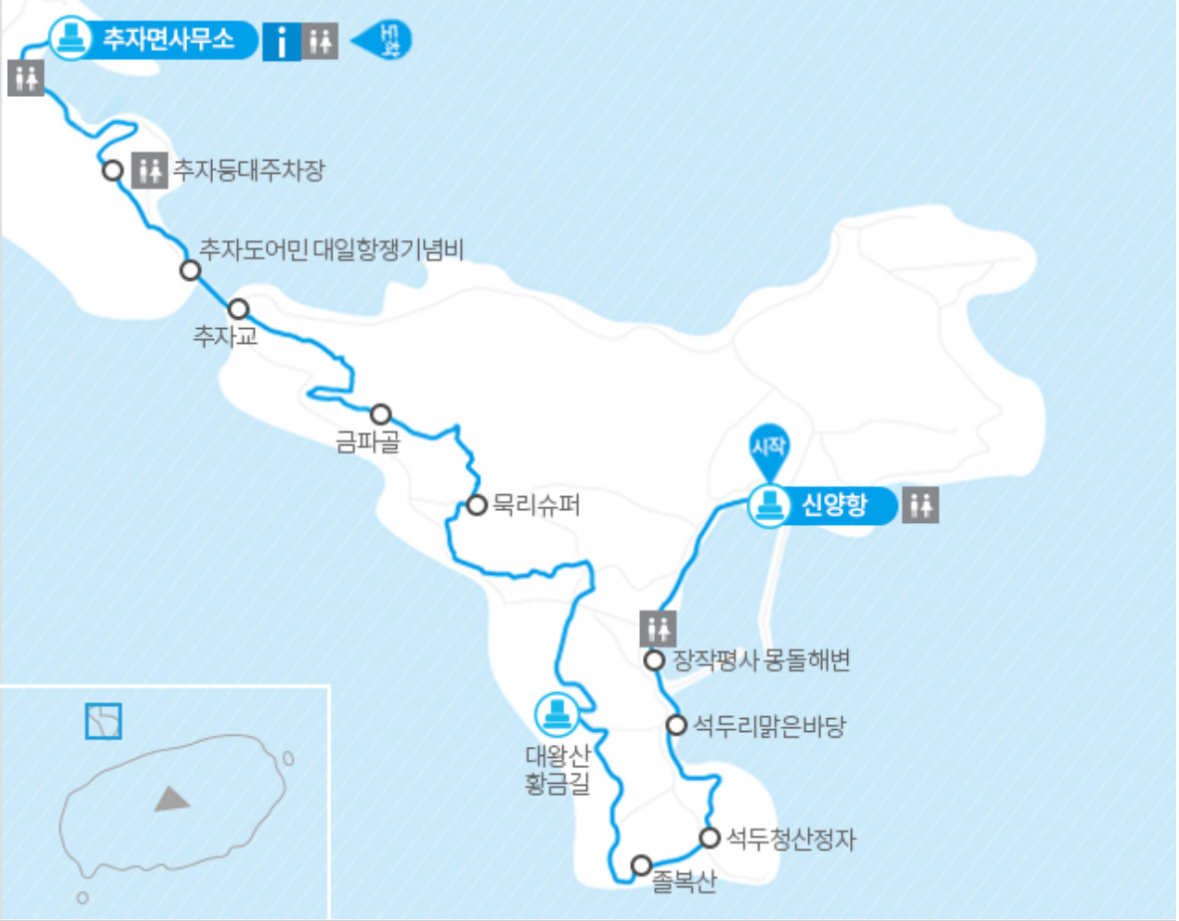 추자면사무소
i
종착
추자등대주차장
추자도어민 대일항쟁기념비
추자교
금파골
묵리슈퍼
시작
신양항
장작평사 몽돌해변
석두리맑은바당
대왕산
황금길
석두청산정자
졸복산